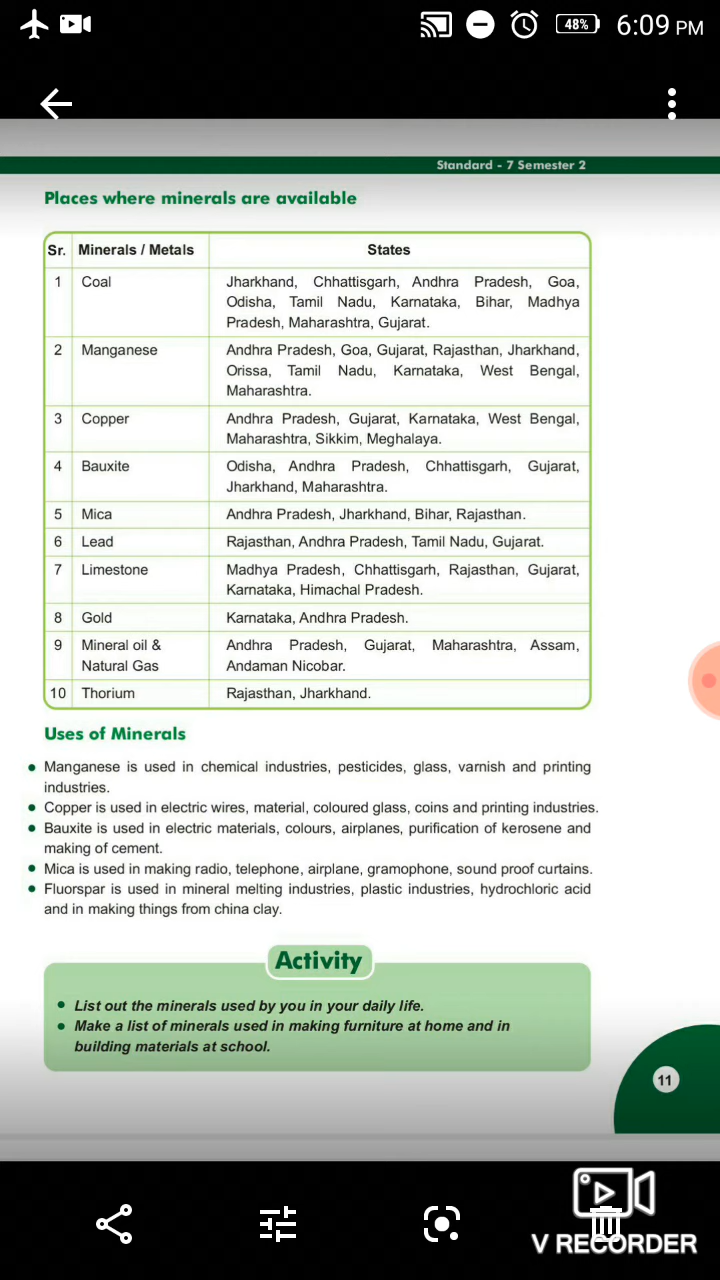 48%
6:09 PM
Standard - 7 Semester 2
Places where minerals are available
Sr. Minerals / Metals States
1 Coal Jharkhand, Chhattisgarh, Andhra Pradesh, Goa,
Odisha, Tamil Nadu, Karnataka, Bihar, Madhya
Pradesh, Maharashtra, Gujarat.
2 Manganese Andhra Pradesh, Goa, Gujarat, Rajasthan, Jharkhand,
Orissa, Tamil Nadu, Karnataka, West Bengal,
Maharashtra.
3 Copper Andhra Pradesh, Gujarat, Karnataka, West Bengal,
Maharashtra, Sikkim, Meghalaya.
4 Bauxite Odisha, Andhra Pradesh, Chhattisgarh, Gujarat,
Jharkhand, Maharashtra.
5 Mica Andhra Pradesh, Jharkhand, Bihar, Rajasthan.
6 Lead Rajasthan, Andhra Pradesh, Tamil Nadu, Gujarat.
7 Limestone Madhya Pradesh, Chhattisgarh, Rajasthan, Gujarat,
Karnataka, Himachal Pradesh.
8 Gold Karnataka, Andhra Pradesh.
9 Mineral oil & Andhra Pradesh, Gujarat, Maharashtra, Assam,
Natural Gas Andaman Nicobar.
10 Thorium Rajasthan, Jharkhand.
Uses of Minerals
• Manganese is used in chemical industries, pesticides, glass, varnish and printing
industries.
• Copper is used in electric wires, material, coloured glass, coins and printing industries.
• Bauxite is used in electric materials, colours, airplanes, purification of kerosene and
making of cement.
• Mica is used in making radio, telephone, airplane, gramophone, sound proof curtains.
• Fluorspar is used in mineral melting industries, plastic industries, hydrochloric acid
and in making things from china clay.
Activity
• List out the minerals used by you in your daily life.
• Make a list of minerals used in making furniture at home and in
building materials at school.
11
V RECORDER